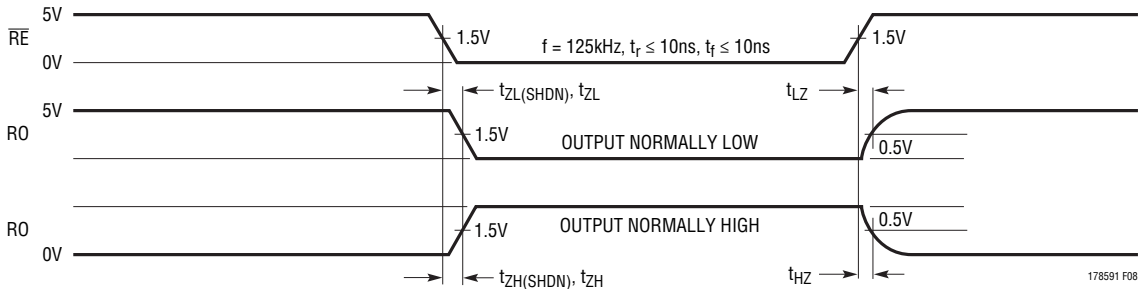 5V
RE
1.5V
f = 125kHz, tr ≤ 10ns, tf ≤ 10ns
1.5V
0V
tZL(SHDN), tZL
tLZ
5V
RO
1.5V
OUTPUT NORMALLY LOW
0.5V
RO
1.5V
OUTPUT NORMALLY HIGH
0.5V
0V
tZH(SHDN), tZH
tHZ
178591 F08